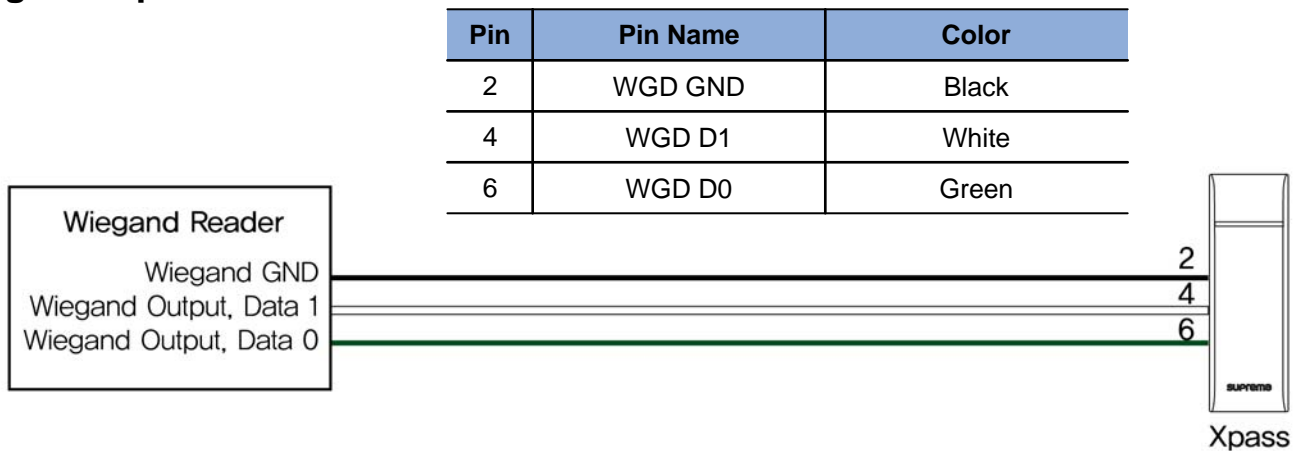 Pin Pin Name Color
2 WGD GND Black
4 WGD D1 White
6 WGD D0 Green
Wiegand Reader
Wiegand GND
Wiegand Output, Data 1
Wiegand Output, Data 0
2
4
6
suprema
Xpass